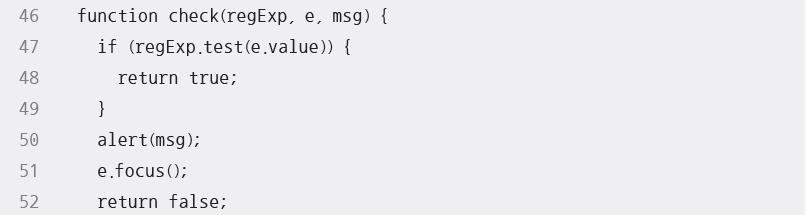 46 function check(regExp, e, msg) {
47 if (regExp.test(e.value)) {
48 return true;
49 }
50 alert(msg);
51 e.focus();
52 return false;